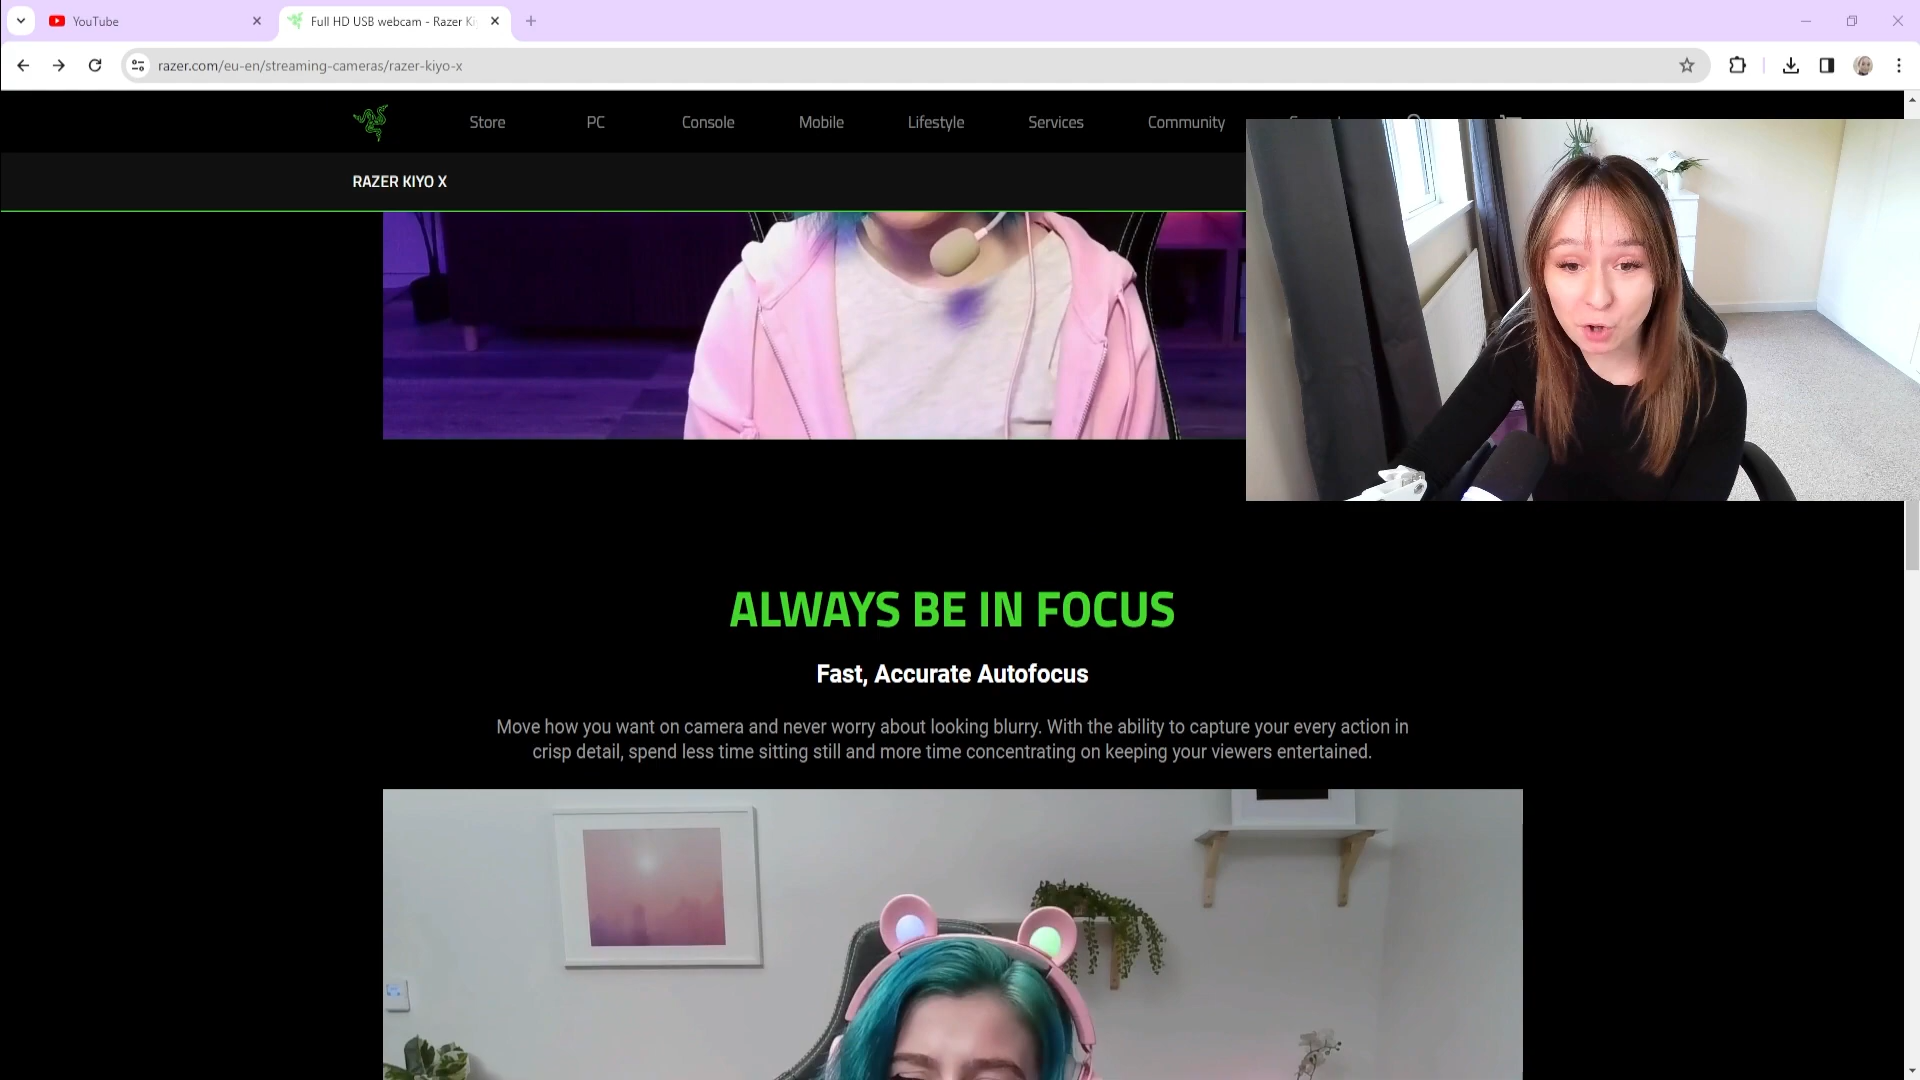 YouTube
Full HD USB webcam - Razer Ki
razer.com/eu-en/streaming-cameras/razer-kiyo-x
Store PC Console Mobile Lifestyle Services Community
RAZER KIYO X
ALWAYS BE IN FOCUS
Fast, Accurate Autofocus
Move how you want on camera and never worry about looking blurry. With the ability to capture your every action in
crisp detail, spend less time sitting still and more time concentrating on keeping your viewers entertained.